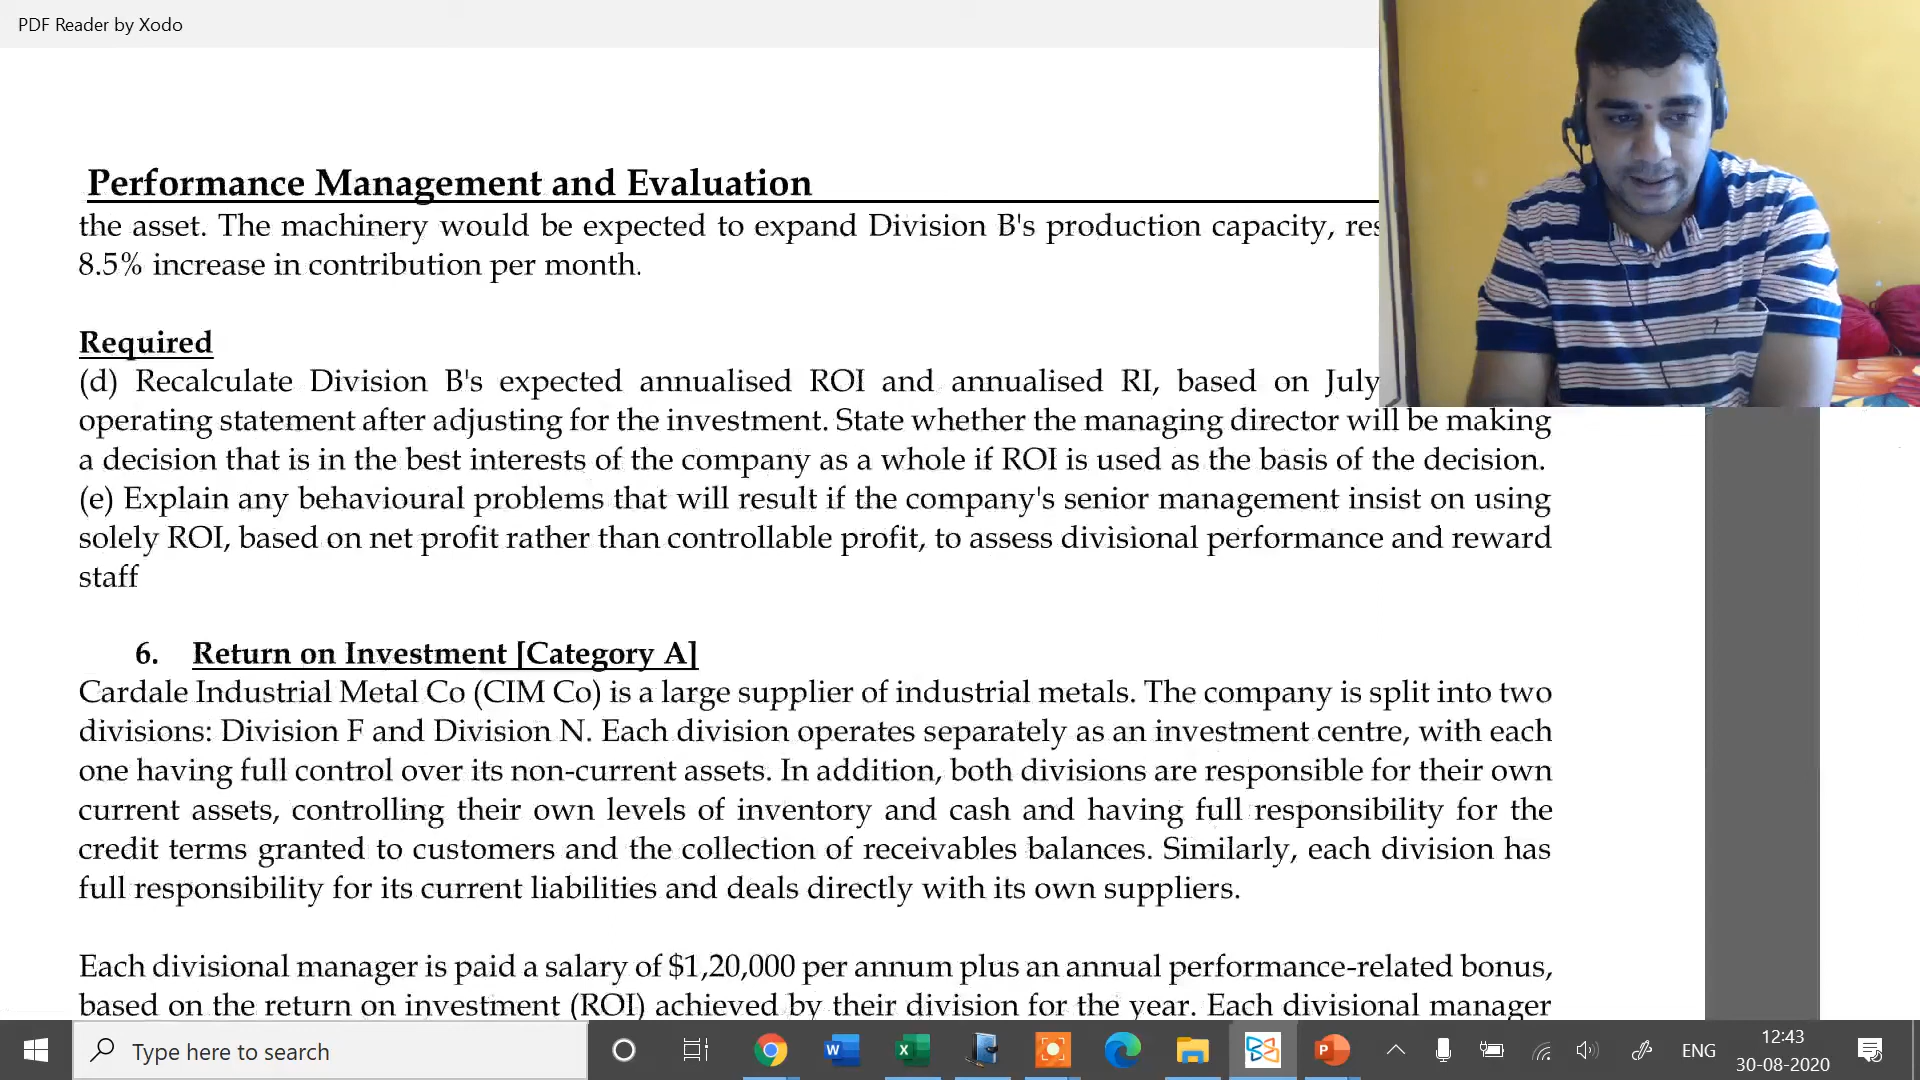 PDF Reader by Xodo
Performance Management and Evaluation
the asset. The machinery would be expected to expand Division B's production capacity,
8.5% increase in contribution per month.
Required
(d) Recalculate Division B's expected annualised ROI and annualised RI, based on July
operating statement after adjusting for the investment. State whether the managing director will be making
a decision that is in the best interests of the company as a whole if ROI is used as the basis of the decision.
(e) Explain any behavioural problems that will result if the company's senior management insist on using
solely ROI, based on net profit rather than controllable profit, to assess divisional performance and reward
staff
6. Return on Investment [Category A]
Cardale Industrial Metal Co (CIM Co) is a large supplier of industrial metals. The company is split into two
divisions: Division F and Division N. Each division operates separately as an investment centre, with each
one having full control over its non-current assets. In addition, both divisions are responsible for their own
current assets, controlling their own levels of inventory and cash and having full responsibility for the
credit terms granted to customers and the collection of receivables balances. Similarly, each division has
full responsibility for its current liabilities and deals directly with its own suppliers.
Each divisional manager is paid a salary of $1,20,000 per annum plus an annual performance-related bonus,
based on the return on investment (ROI) achieved by their division for the year. Each divisional manager
Type here to search
ENG
12:43
30-08-2020